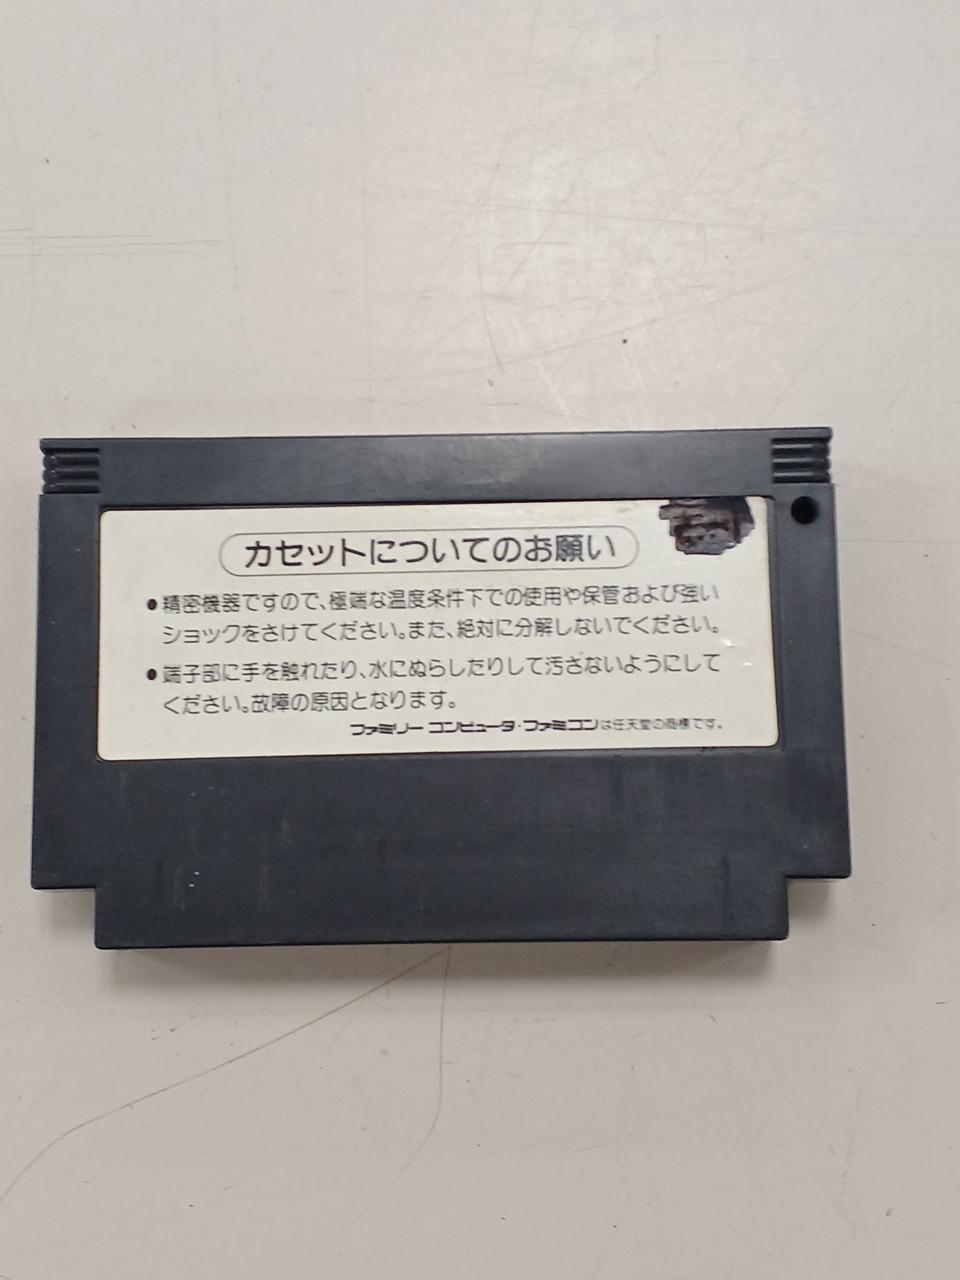 カセットについてのお願い
●精密機器ですので、極端な温度条件下での使用や保管および強い
ショックをさけてください。また、絶対に分解しないでください。
●端子部に手を触れたり、水にぬらしたりして汚さないようにして
ください。故障の原因となります。
ファミリー コンピュータ・ファミコンは任天堂の商標です。